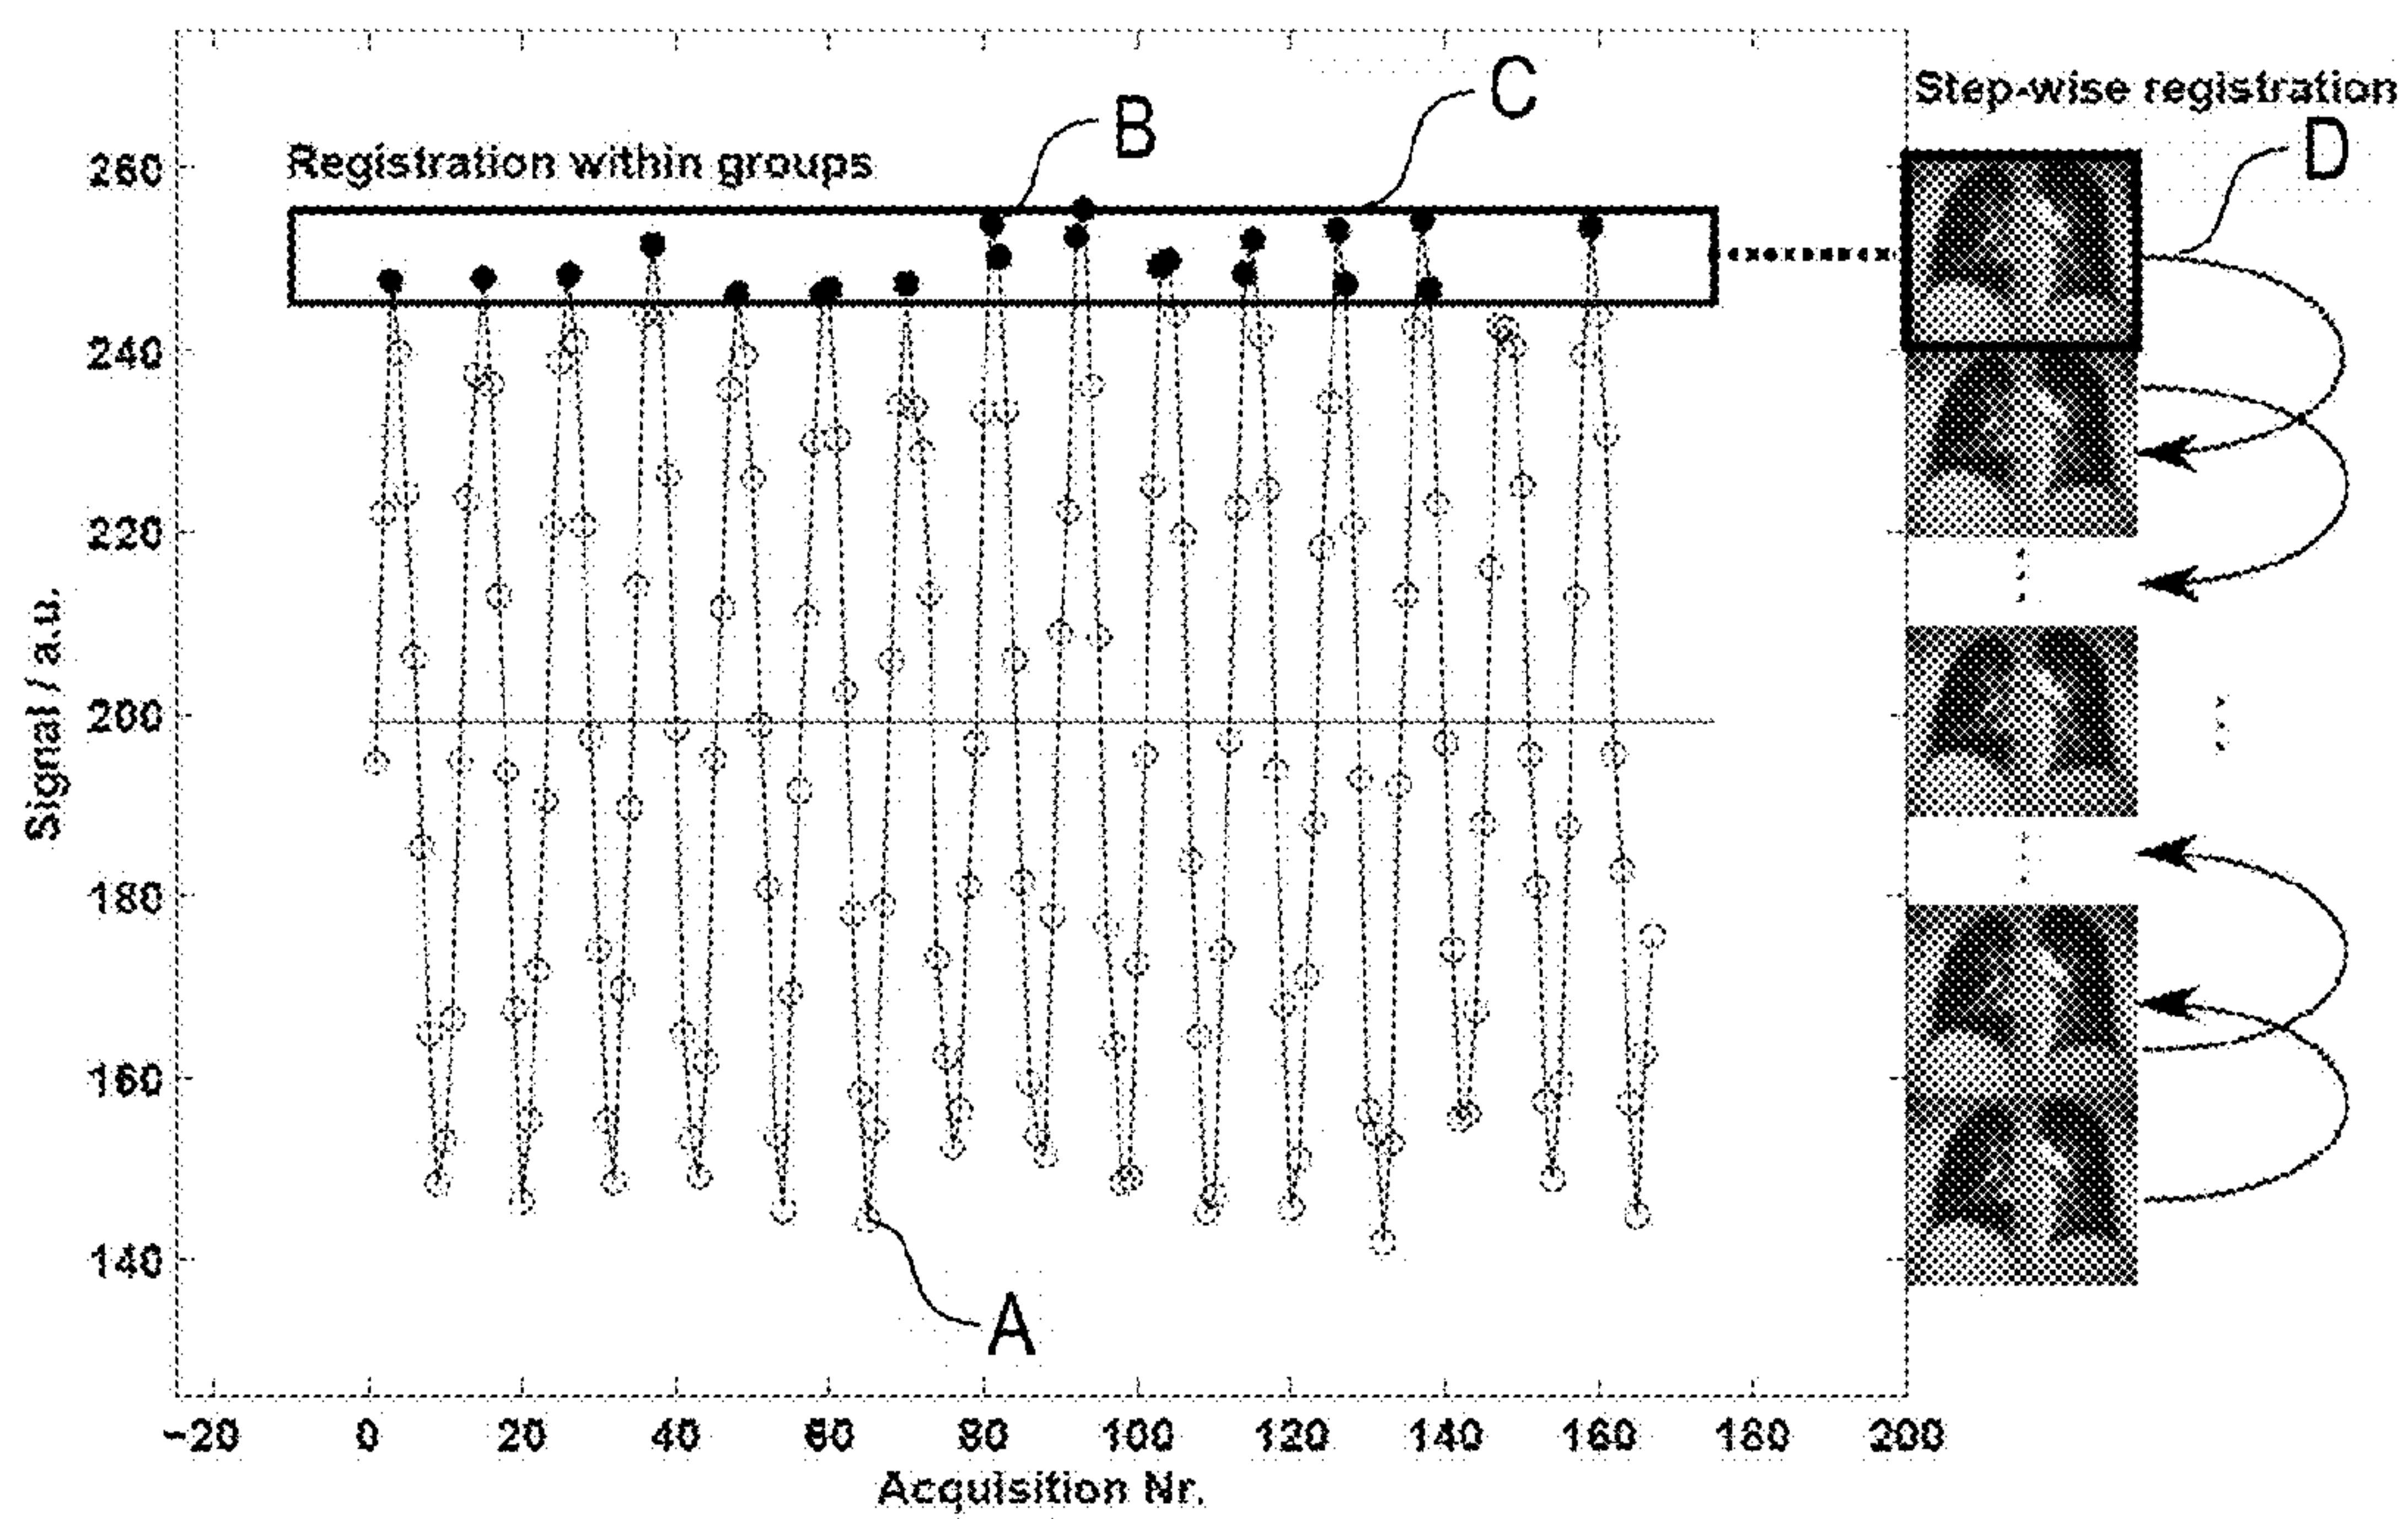 Step-wise registration
C
B
D
Registration within groups
260
240
220
200
180
160
140
Signal / a.u.
A
-20 0 20 40 60 80 100 120 140 160 180 200
Acquisition Nr.